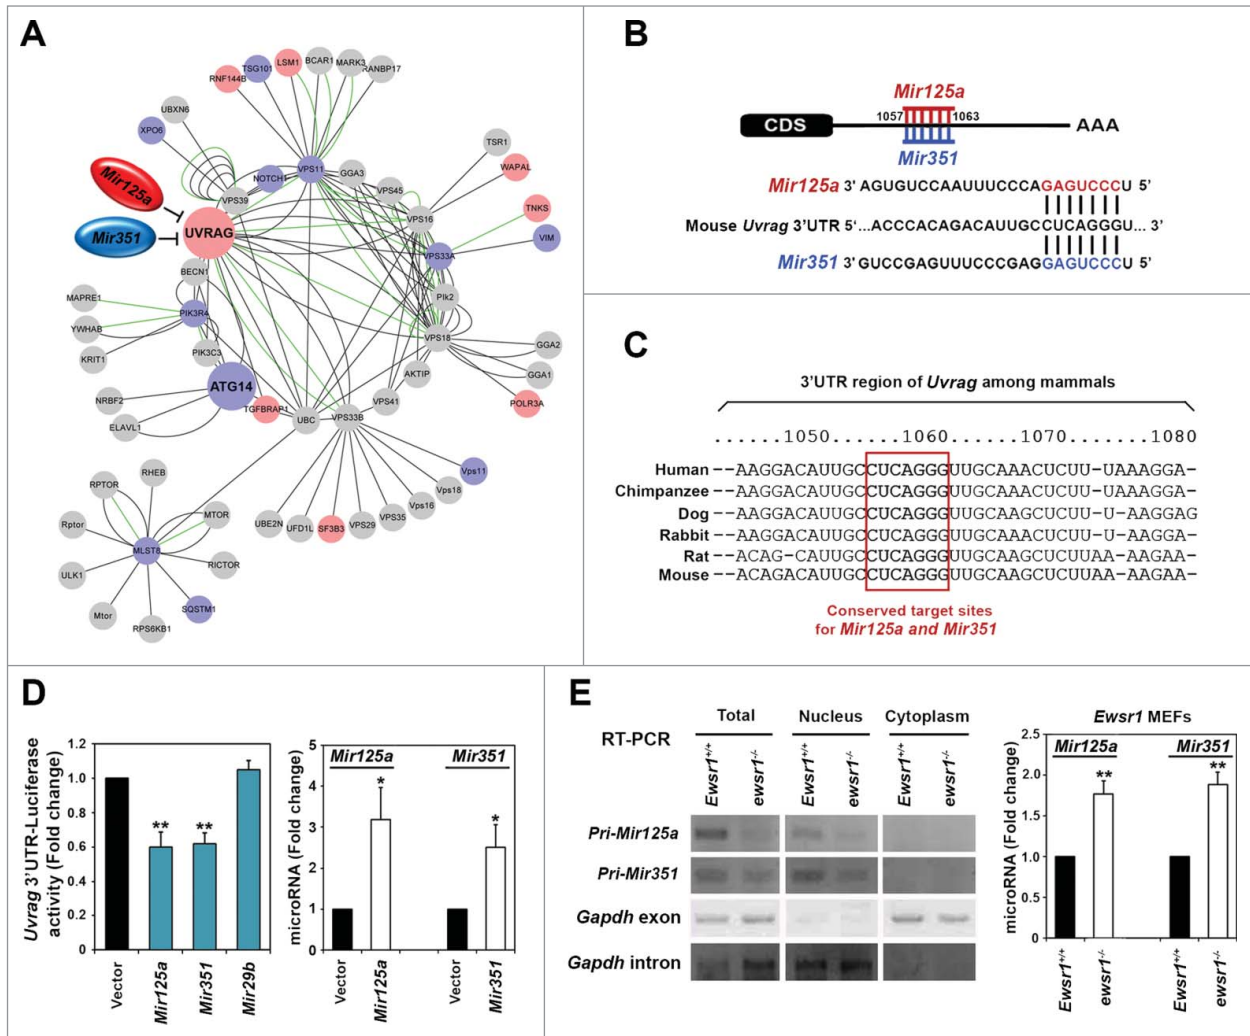 A
RNF144B
TSG101
LSM1
BCAR1
MARK3
RANBP17
UBXN6
XPO6
TSR1
WAPAL
Mir125a
NOTCH1
VPS11
GGA3
VPS45
VPS39
VPS16
TNKS
Mir351
UVRAG
VIM
VPS33A
BECN1
MAPRE1
PIK3R4
Plk2
YWHAB
VPS18
KRIT1
PIK3C3
GGA2
AKTIP
GGA1
ATG14
NRBF2
VPS41
POLR3A
TGFBRAP1
UBC
VPS33B
ELAVL1
RHEB
Vps11
RPTOR
Vps18
Vps16
MTOR
UBE2N
UFD1L
SF3B3
VPS29
VPS35
Rptor
MLST8
ULK1
RICTOR
Mtor
SQSTM1
RPS6KB1
B
Mir125a
CDS
1057
1063
AAA
Mir351
Mir125a 3' AGUGUCCAAUUUCCCAGAGUCCCU 5'
Mouse Uvrag 3'UTR 5'...ACCCACAGACAUUGCCUCAGGGU... 3'
Mir351 3'GUCCGAGUUUCCCGAGGAGUCCCU 5'
C
3'UTR region of Uvrag among mammals
......1050......1060.......1070.......1080
Human --AAGGACAUUGCCUCAGGGUUGCAAACUCUU-UAAAGGA-
Chimpanzee --AAGGACAUUGCCUCAGGGUUGCAAACUCUU-UAAAGGA-
Dog --AAGGACAUUGCCUCAGGGUUGCAAACUCUU-U-AAGGAG
Rabbit --AAGGACAUUGCCUCAGGGUUGCAAACUCUU-U-AAGGA-
Rat --ACAG-CAUUGCCUCAGGGUUGCAAGCUCUUAA-AAGAA-
Mouse --ACAGACAUUGCCUCAGGGUUGCAAGCUCUUAA-AAGAA-
Conserved target sites
for Mir125a and Mir351
D
Uvrag 3'UTR-Luciferase
activity (Fold change)
1.2
1
0.8
0.6
0.4
0.2
0
**
**
Vector
Mir125a
Mir351
Mir29b
microRNA (Fold change)
5
4
3
2
1
0
Mir125a
Mir351
*
*
Vector
Mir125a
Vector
Mir351
E
RT-PCR
Total
Nucleus
Cytoplasm
Ewsr1+/+
ewsr1-/-
Ewsr1+/+
ewsr1-/-
Ewsr1+/+
ewsr1-/-
Pri-Mir125a
Pri-Mir351
Gapdh exon
Gapdh intron
Ewsr1 MEFs
microRNA (Fold change)
2.5
2.0
1.5
1.0
0.5
0
Mir125a
Mir351
**
**
Ewsr1+/+
ewsr1-/-
Ewsr1+/+
ewsr1-/-